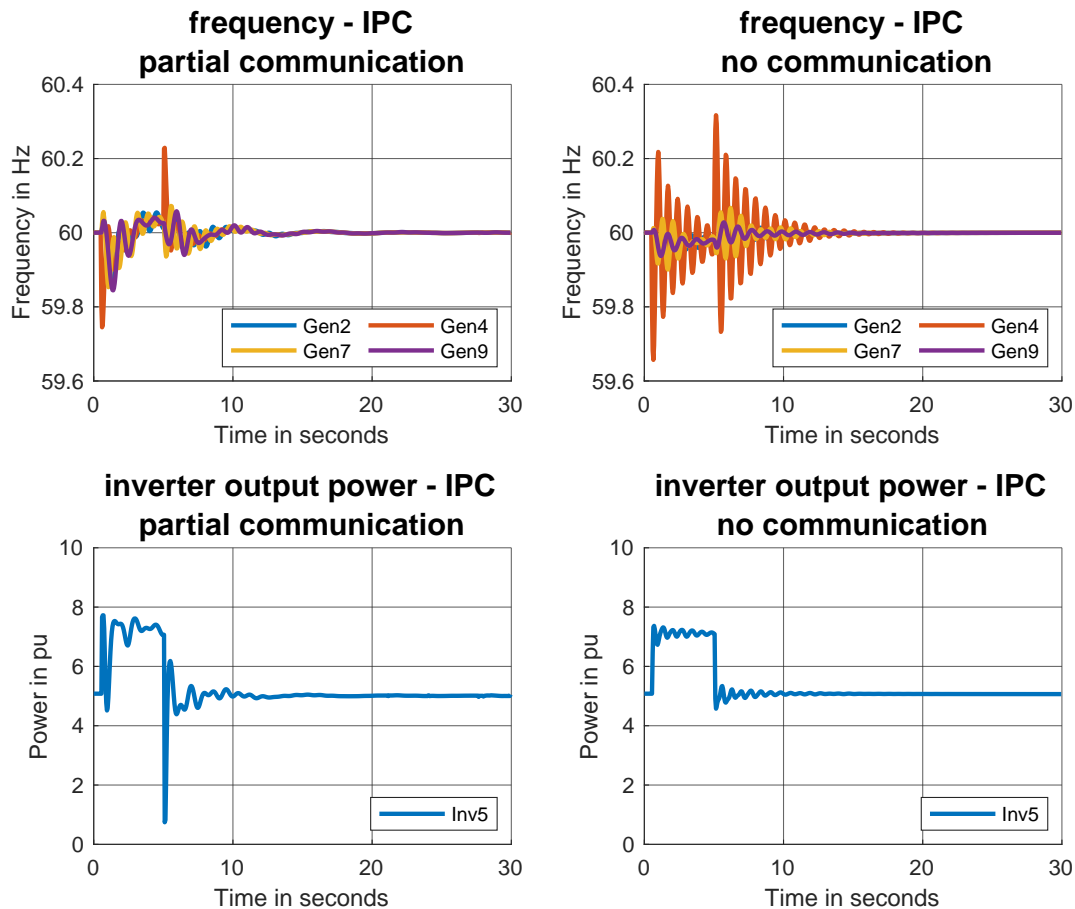 frequency - IPC
partial communication
60.4
60.2
60
59.8
59.6
Frequency in Hz
Gen2 Gen4
Gen7 Gen9
0 10 20 30
Time in seconds
frequency - IPC
no communication
60.4
60.2
60
59.8
59.6
Frequency in Hz
Gen2 Gen4
Gen7 Gen9
0 10 20 30
Time in seconds
inverter output power - IPC
partial communication
10
8
6
4
2
0
Power in pu
Inv5
0 10 20 30
Time in seconds
inverter output power - IPC
no communication
10
8
6
4
2
0
Power in pu
Inv5
0 10 20 30
Time in seconds